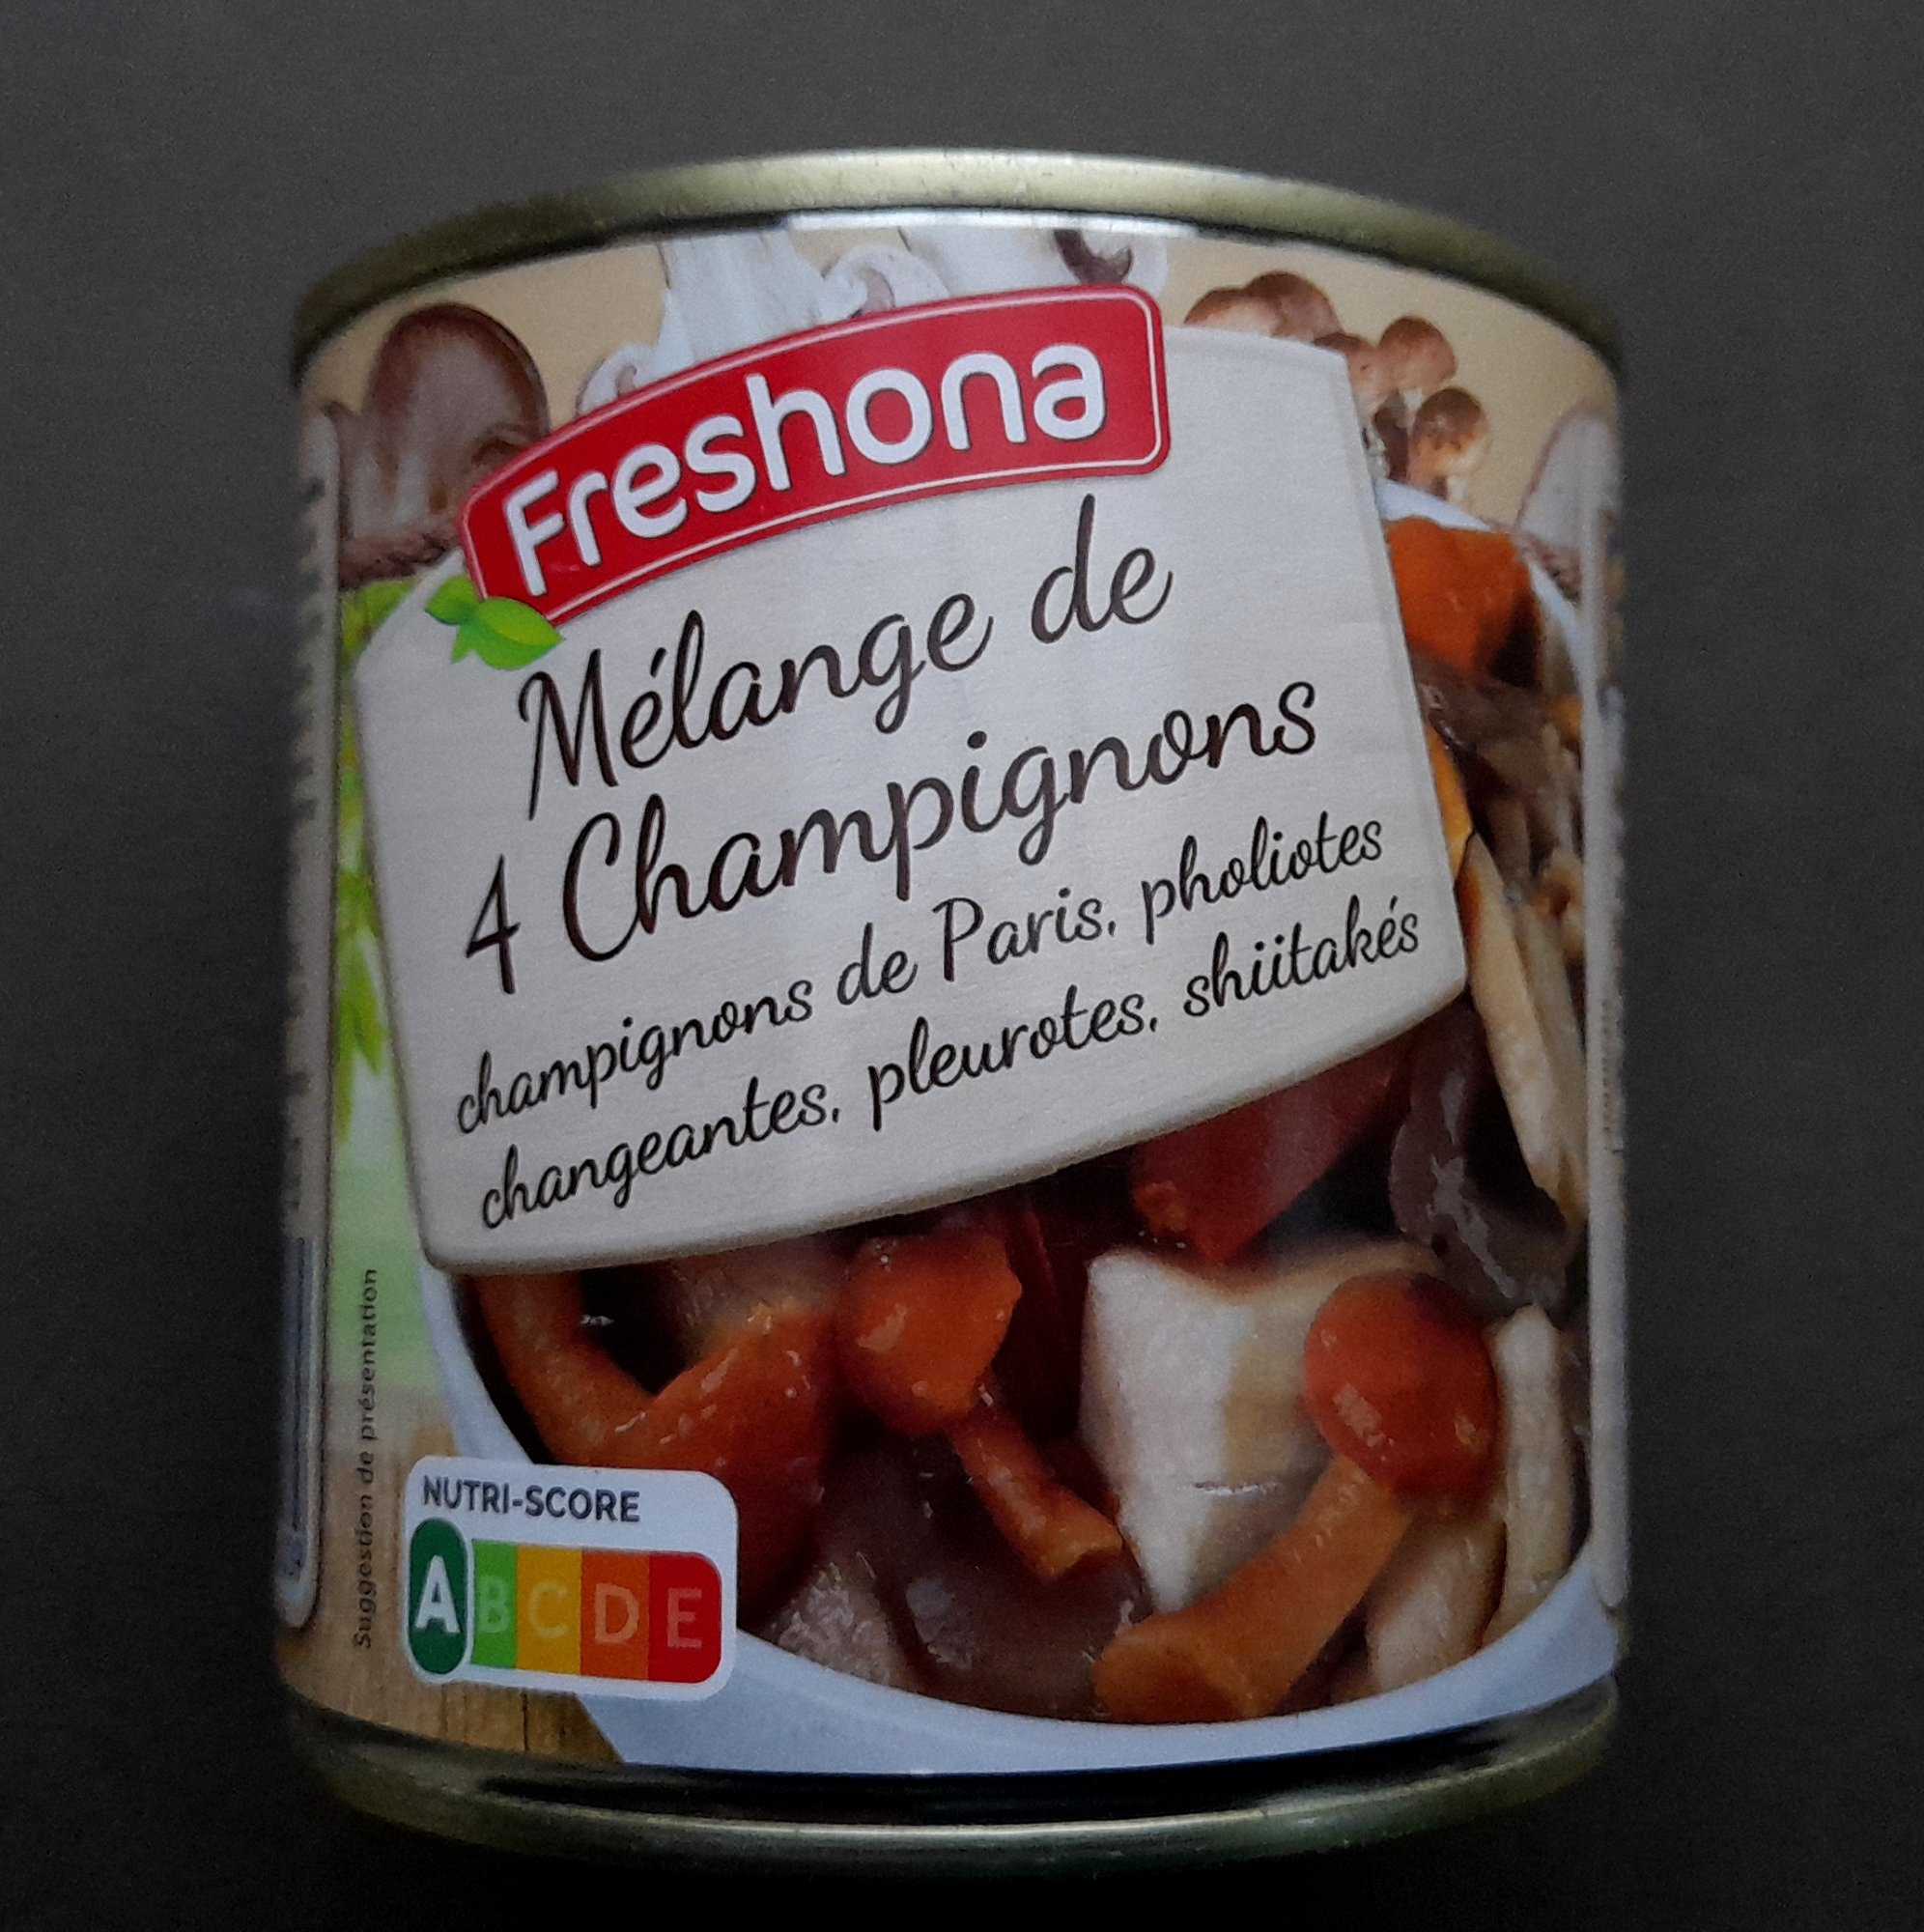 Freshona
Mélange de
4 Champignons
champignons de Paris, pholiotes
changeantes, pleurotes, shiitakés
Suggestion de présentation
NUTRI-SCORE
A B C D E